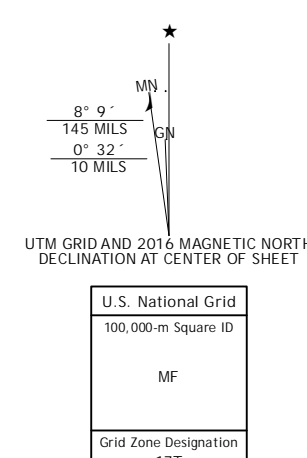 ★
MN
8° 9´
145 MILS
GN
0° 32´
10 MILS
UTM GRID AND 2016 MAGNETIC NORTH
DECLINATION AT CENTER OF SHEET
U.S. National Grid
100,000-m Square ID
MF
Grid Zone Designation
17T